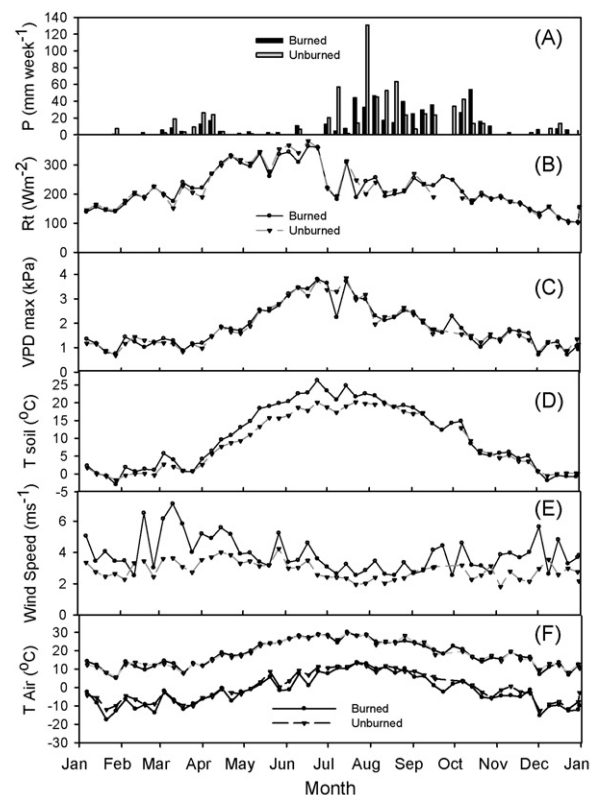 140
120
100
80
60
40
20
0
P (mm week⁻¹)
Burned
Unburned
(A)
300
200
100
0
Rt (Wm⁻²)
Burned
Unburned
(B)
4
3
2
1
0
VPD max (kPa)
(C)
25
20
15
10
5
0
-5
T soil (⁰C)
(D)
6
4
2
0
Wind Speed (ms⁻¹)
(E)
30
20
10
0
-10
-20
-30
T Air (⁰C)
(F)
Burned
Unburned
Jan Feb Mar Apr May Jun Jul Aug Sep Oct Nov Dec Jan
Month